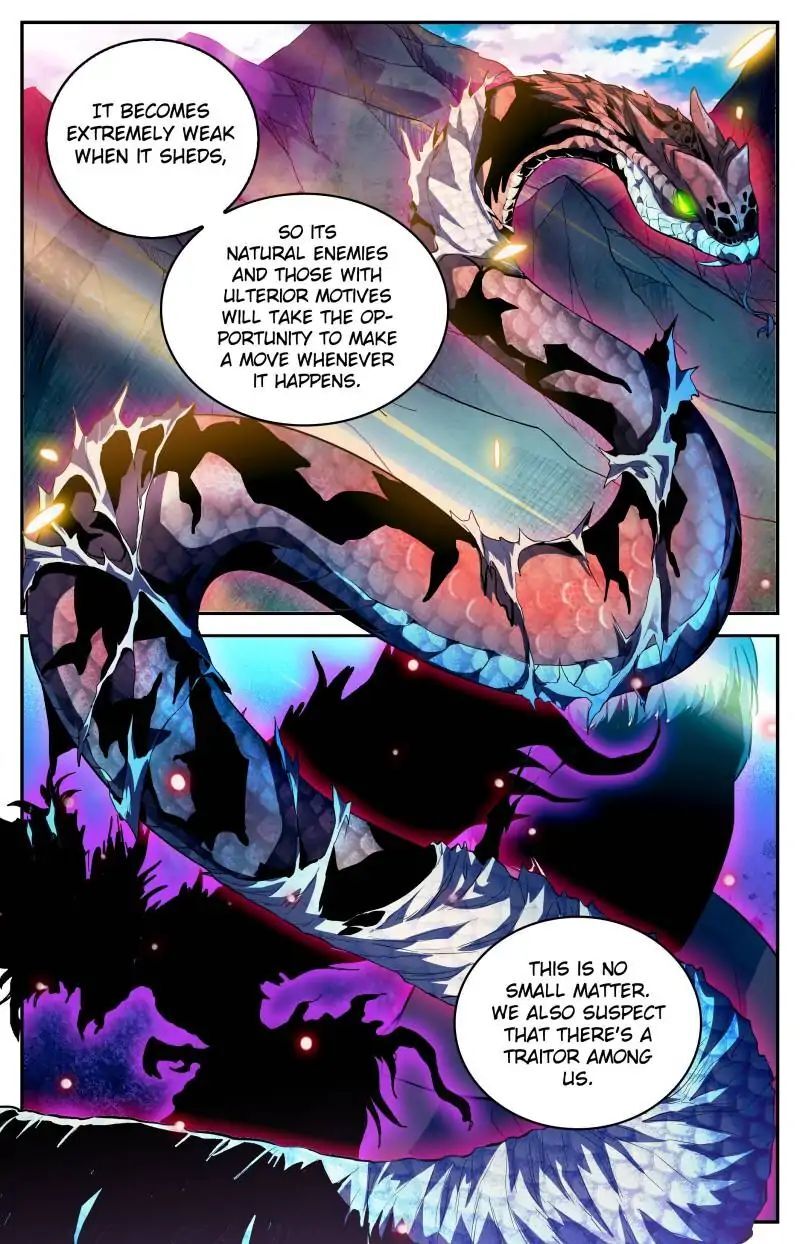 IT BECOMES
EXTREMELY WEAK
WHEN IT SHEDS,
SO ITS
NATURAL ENEMIES
AND THOSE WITH
ULTERIOR MOTIVES
WILL TAKE THE OP-
PORTUNITY TO MAKE
A MOVE WHENEVER
IT HAPPENS.
THIS IS NO
SMALL MATTER.
WE ALSO SUSPECT
THAT THERE'S A
TRAITOR AMONG
US.